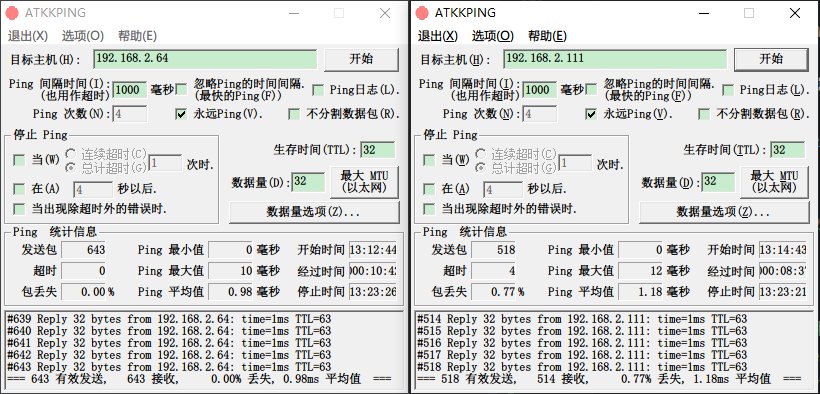 ATKKPING
退出(X) 选项(O) 帮助(E)
目标主机(H): 192.168.2.64 开始
Ping 间隔时间(I): 1000 毫秒 忽略Ping的时间间隔. Ping日志(L).
(也用作超时) (最快的Ping(F))
Ping 次数(N): 4 永远Ping(V). 不分割数据包(R).
停止 Ping
当(W) 连续超时(C) 1 次时. 生存时间(TTL): 32
总计超时(G)
在(A) 4 秒以后. 数据量(D): 32 最大 MTU
(以太网)
当出现除超时外的错误时. 数据量选项(Z)...
Ping 统计信息
发送包 643 Ping 最小值 0 毫秒 开始时间 13:12:44
超时 0 Ping 最大值 10 毫秒 经过时间 000:10:42
包丢失 0.00 % Ping 平均值 0.98 毫秒 停止时间 13:23:26
#639 Reply 32 bytes from 192.168.2.64: time=1ms TTL=63
#640 Reply 32 bytes from 192.168.2.64: time=1ms TTL=63
#641 Reply 32 bytes from 192.168.2.64: time=1ms TTL=63
#642 Reply 32 bytes from 192.168.2.64: time=1ms TTL=63
#643 Reply 32 bytes from 192.168.2.64: time=1ms TTL=63
=== 643 有效发送, 643 接收, 0.00% 丢失, 0.98ms 平均值 ===
ATKKPING
退出(X) 选项(O) 帮助(E)
目标主机(H): 192.168.2.111 开始
Ping 间隔时间(I): 1000 毫秒 忽略Ping的时间间隔. Ping日志(L).
(也用作超时) (最快的Ping(F))
Ping 次数(N): 4 永远Ping(V). 不分割数据包(R).
停止 Ping
当(W) 连续超时(C) 1 次时. 生存时间(TTL): 32
总计超时(G)
在(A) 4 秒以后. 数据量(D): 32 最大 MTU
(以太网)
当出现除超时外的错误时. 数据量选项(Z)...
Ping 统计信息
发送包 518 Ping 最小值 0 毫秒 开始时间 13:14:43
超时 4 Ping 最大值 12 毫秒 经过时间 000:08:37
包丢失 0.77 % Ping 平均值 1.18 毫秒 停止时间 13:23:21
#514 Reply 32 bytes from 192.168.2.111: time=1ms TTL=63
#515 Reply 32 bytes from 192.168.2.111: time=1ms TTL=63
#516 Reply 32 bytes from 192.168.2.111: time=1ms TTL=63
#517 Reply 32 bytes from 192.168.2.111: time=1ms TTL=63
#518 Reply 32 bytes from 192.168.2.111: time=1ms TTL=63
=== 518 有效发送, 514 接收, 0.77% 丢失, 1.18ms 平均值 ===